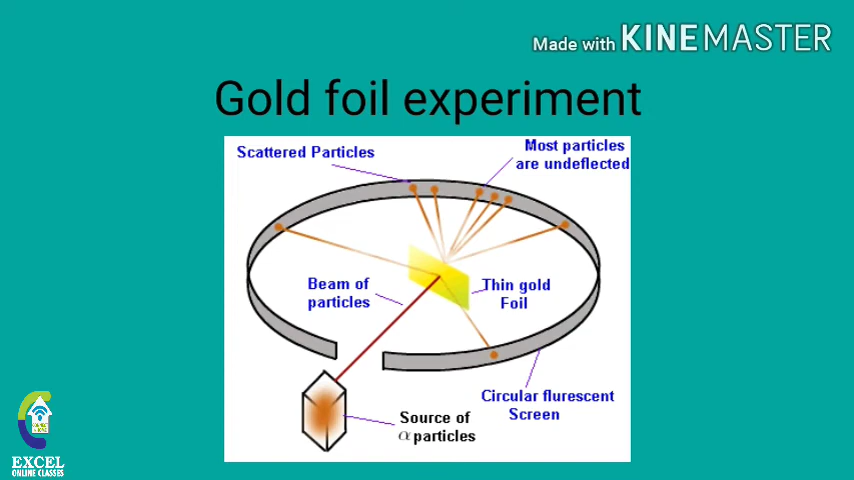 Made with KINEMASTER
Gold foil experiment
Scattered Particles
Most particles
are undeflected
Beam of
particles
Thin gold
Foil
Circular flurescent
Screen
Source of
α particles
EXCEL
ONLINE CLASSES